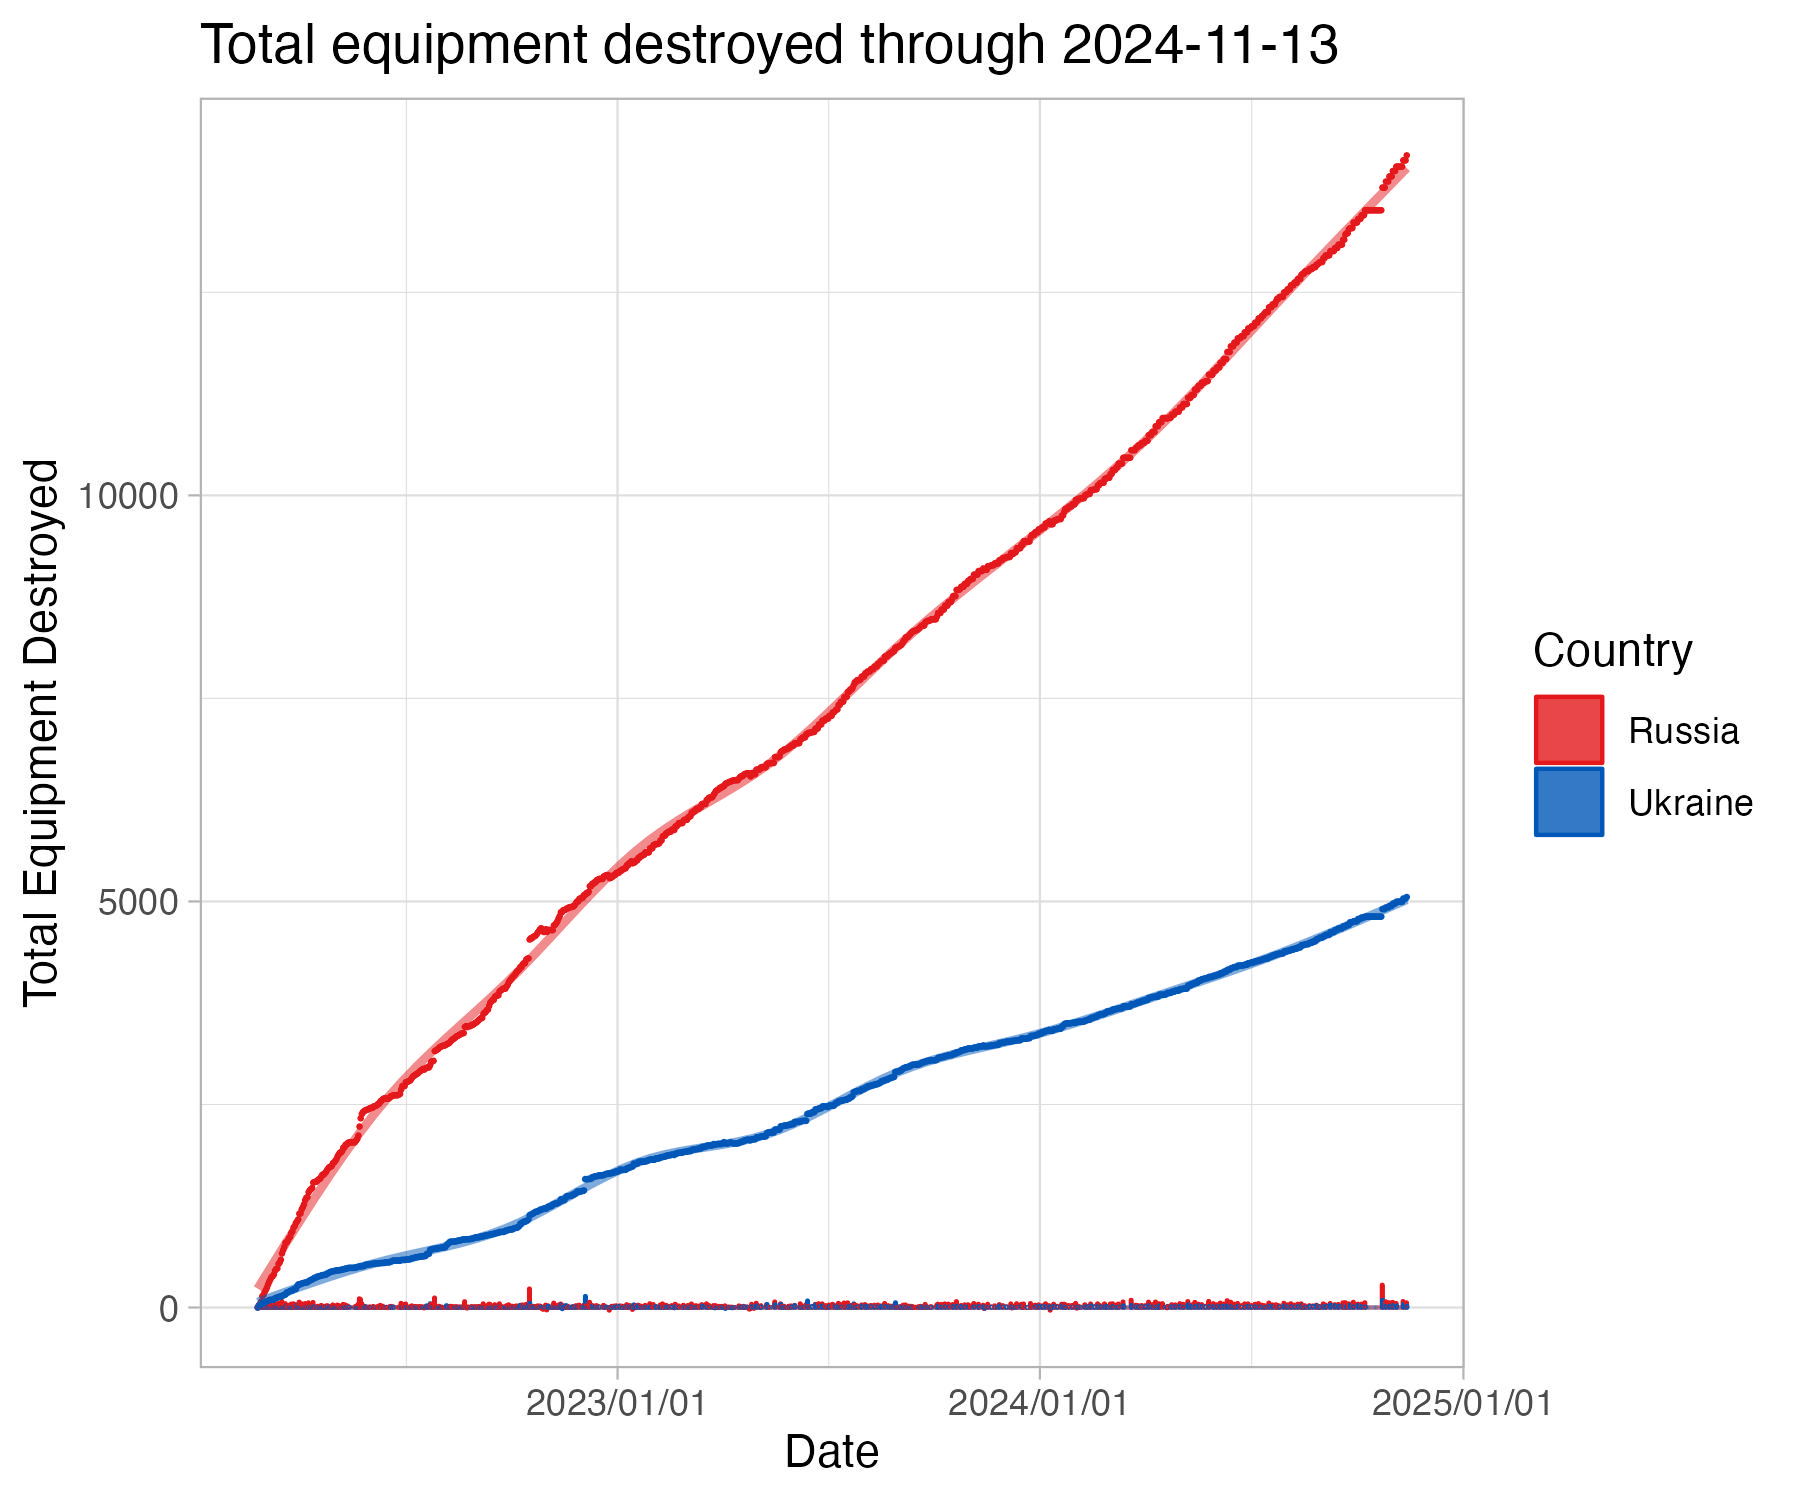 Total equipment destroyed through 2024-11-13
Total Equipment Destroyed
10000
5000
0
2023/01/01
2024/01/01
2025/01/01
Date
Country
Russia
Ukraine